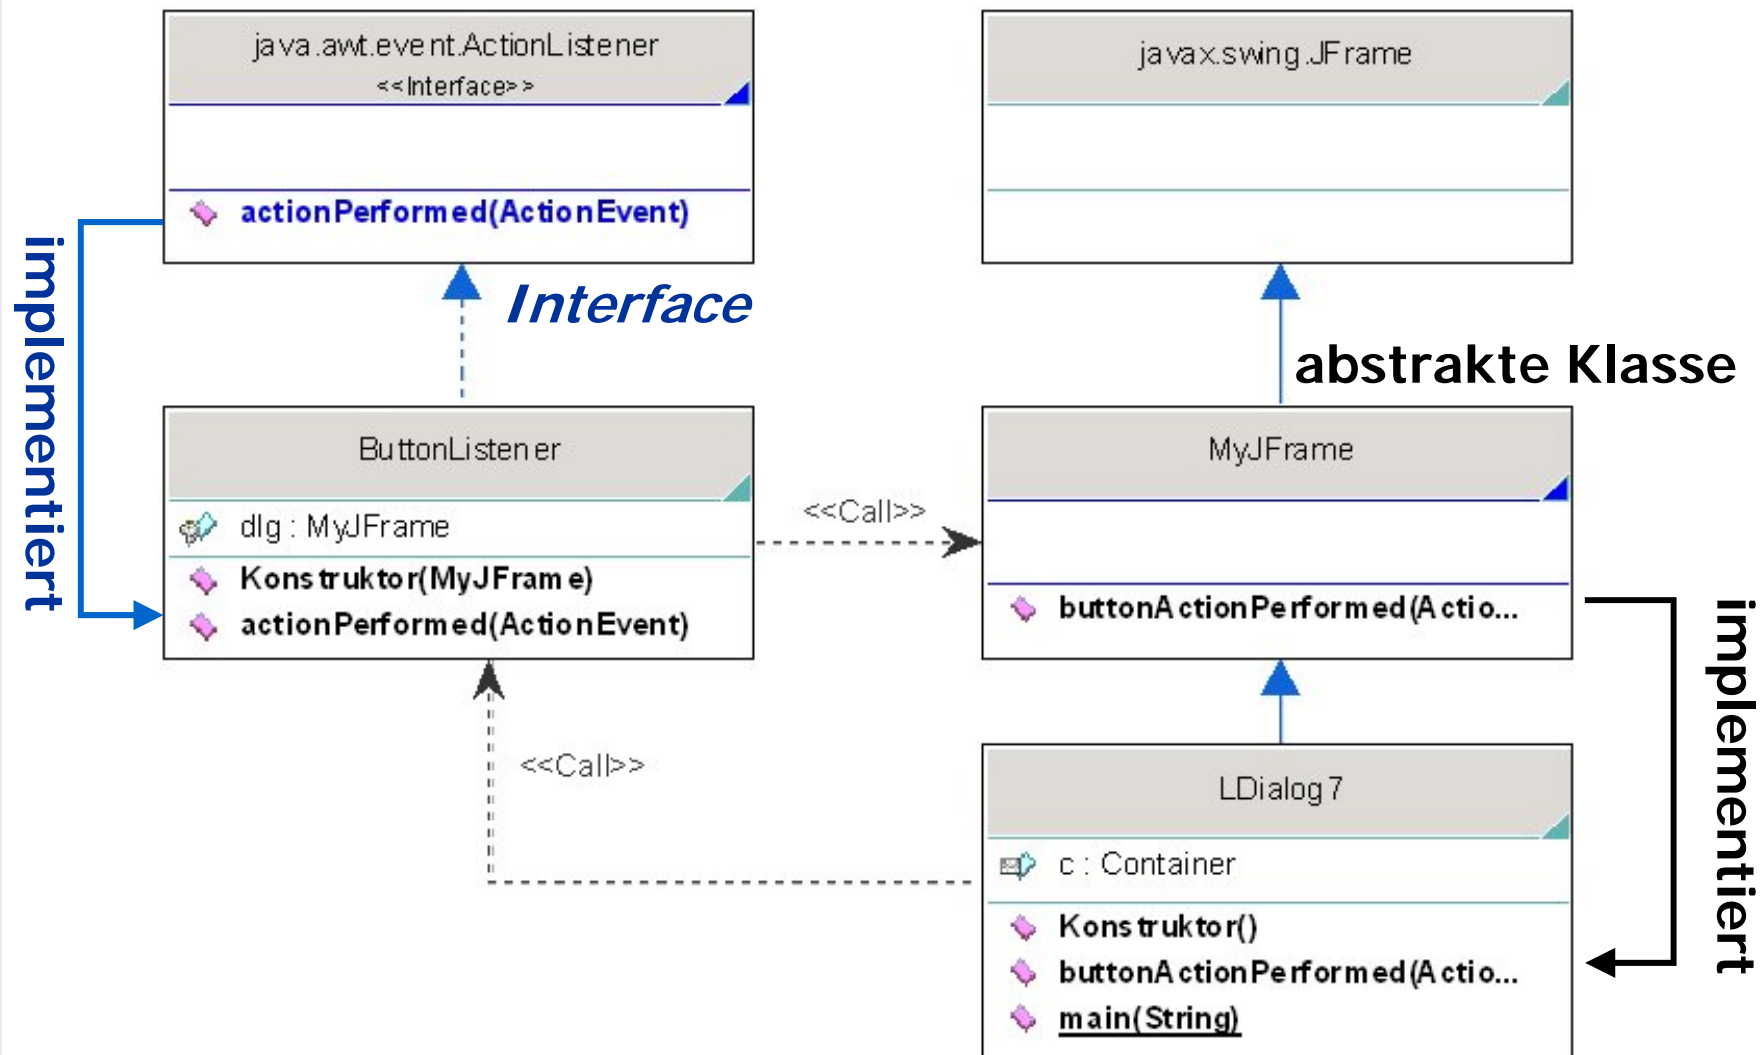 java.awt.event.ActionListener
<<Interface>>
actionPerformed(ActionEvent)
javax.swing.JFrame
implementiert
Interface
abstrakte Klasse
ButtonListener
dlg : MyJFrame
Konstruktor(MyJFrame)
actionPerformed(ActionEvent)
<<Call>>
MyJFrame
buttonActionPerformed(Actio...
implementiert
<<Call>>
LDialog7
c : Container
Konstruktor()
buttonActionPerformed(Actio...
main(String)